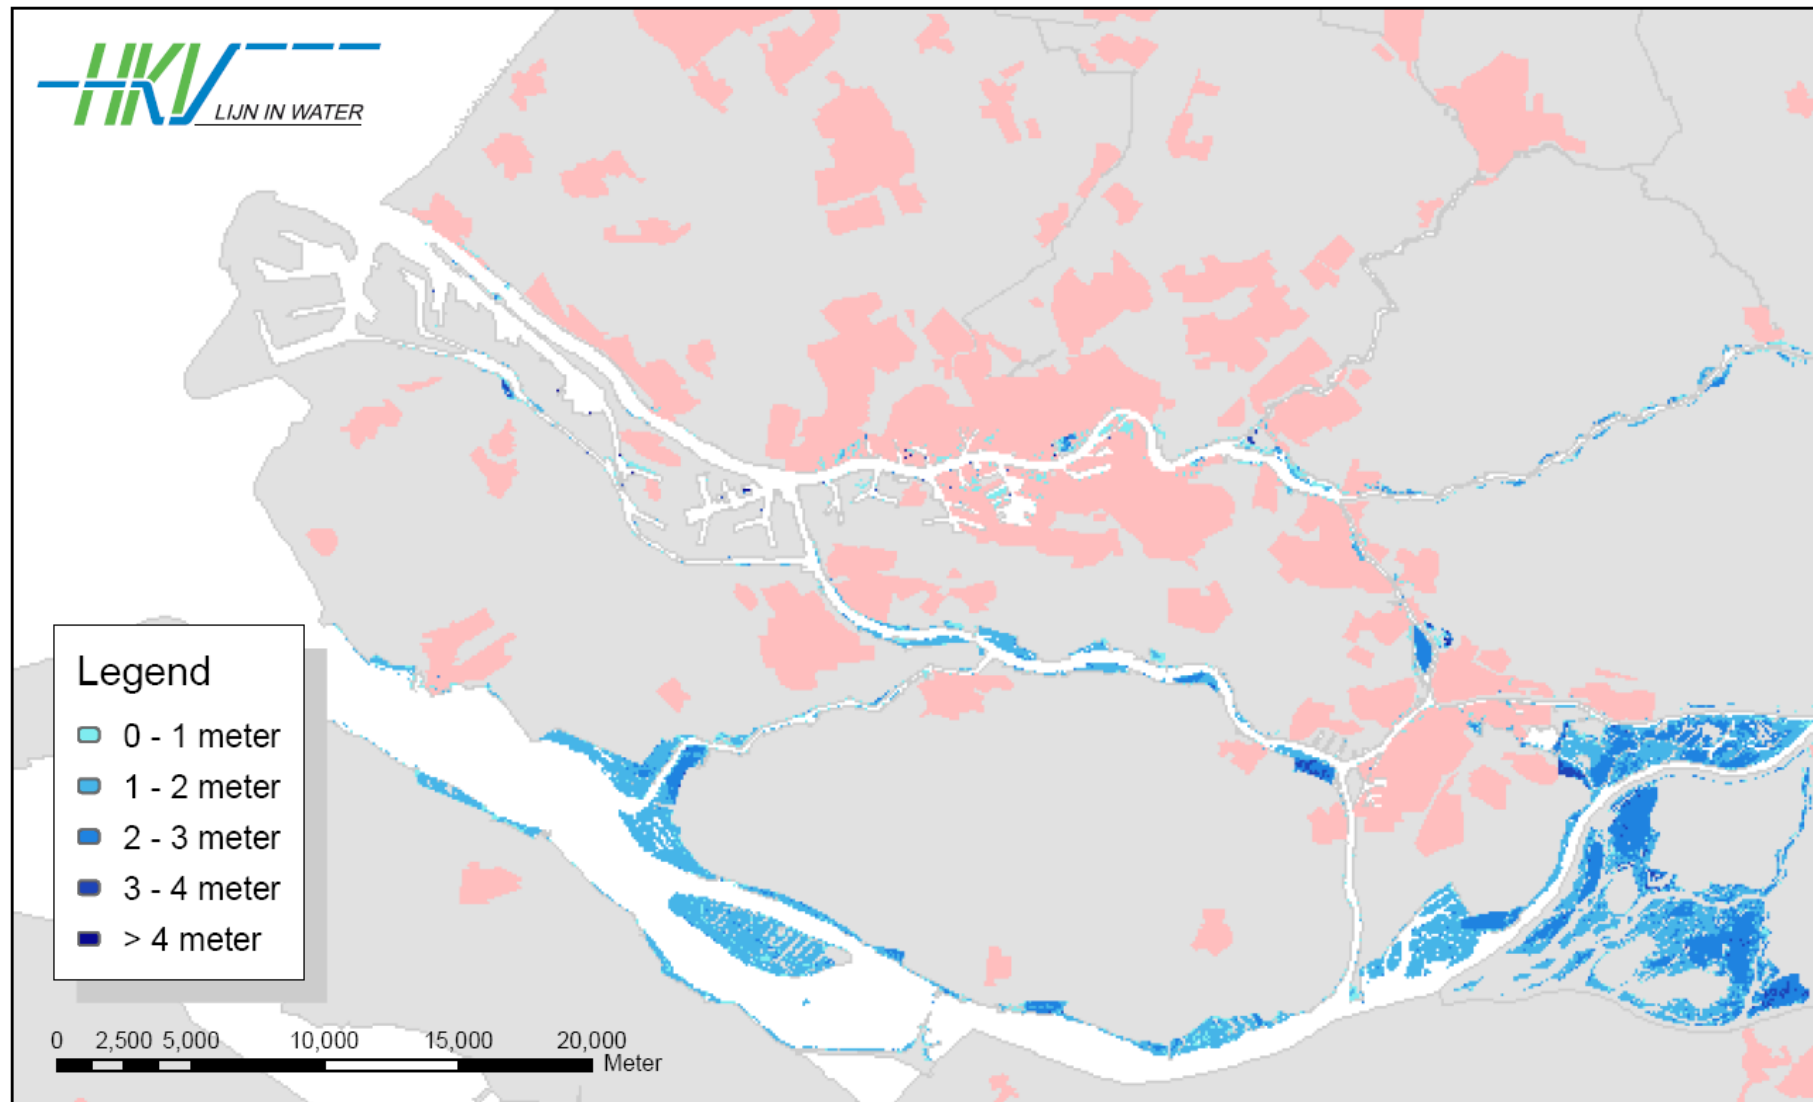 HKV
LIJN IN WATER
Legend
0 - 1 meter
1 - 2 meter
2 - 3 meter
3 - 4 meter
> 4 meter
0 2,500 5,000 10,000 15,000 20,000
Meter